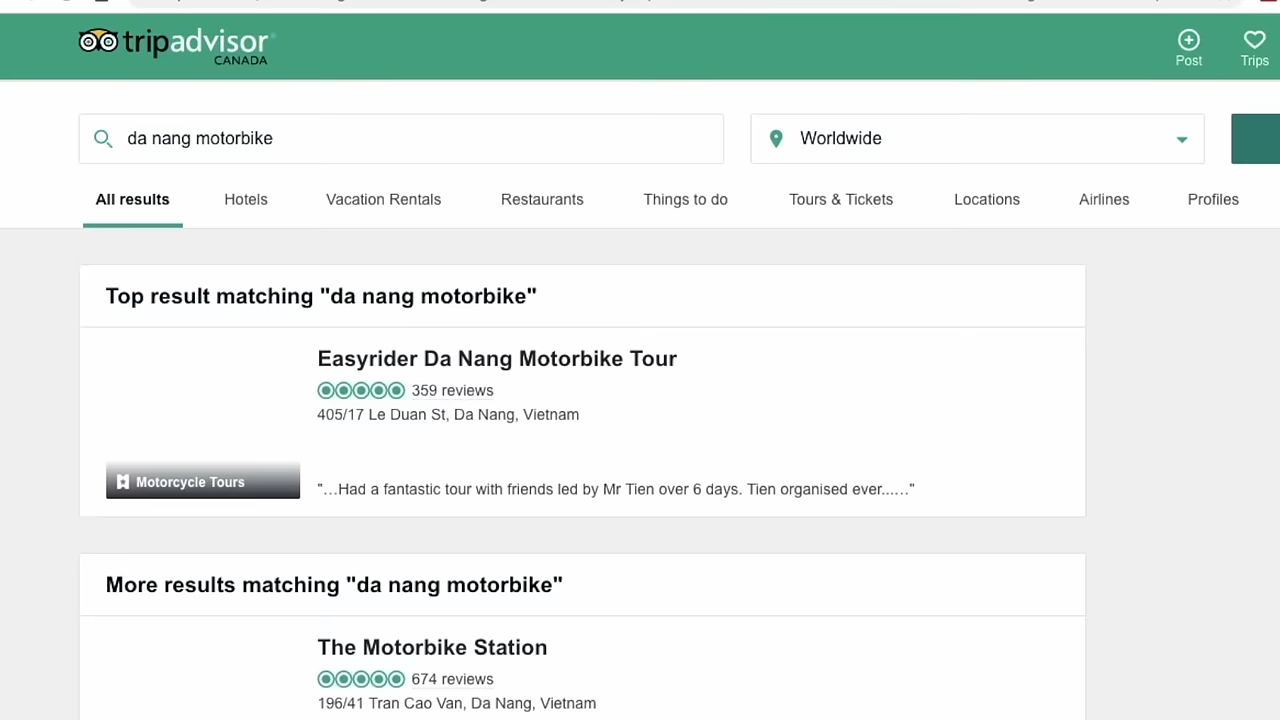 tripadvisor
CANADA
Post
Trips
da nang motorbike
Worldwide
All results
Hotels
Vacation Rentals
Restaurants
Things to do
Tours & Tickets
Locations
Airlines
Profiles
Top result matching "da nang motorbike"
Easyrider Da Nang Motorbike Tour
359 reviews
405/17 Le Duan St, Da Nang, Vietnam
Motorcycle Tours
"…Had a fantastic tour with friends led by Mr Tien over 6 days. Tien organised ever...…"
More results matching "da nang motorbike"
The Motorbike Station
674 reviews
196/41 Tran Cao Van, Da Nang, Vietnam